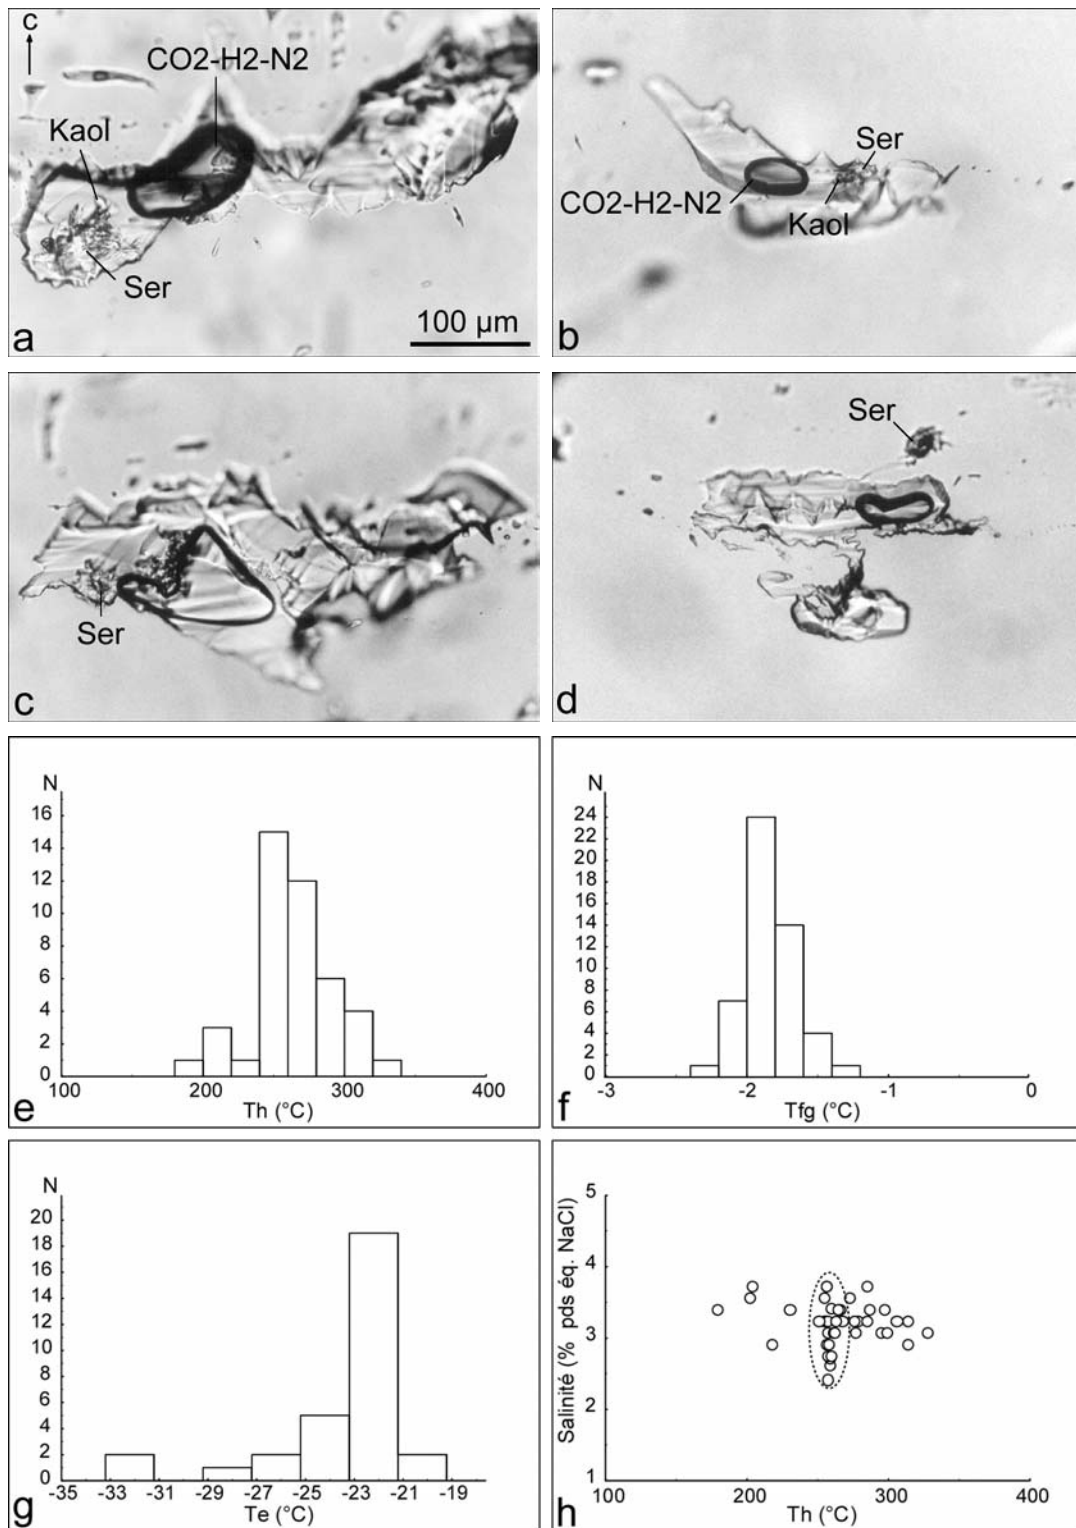 c
CO2-H2-N2
Kaol
Ser
100 µm
a
Ser
CO2-H2-N2
Kaol
b
Ser
c
Ser
d
N
16
14
12
10
8
6
4
2
0
100 200 300 400
Th (°C)
e
N
24
22
20
18
16
14
12
10
8
6
4
2
0
-3 -2 -1 0
Tfg (°C)
f
N
20
18
16
14
12
10
8
6
4
2
0
-35 -33 -31 -29 -27 -25 -23 -21 -19
Te (°C)
g
Salinité (% pds éq. NaCl)
5
4
3
2
1
100 200 300 400
Th (°C)
h